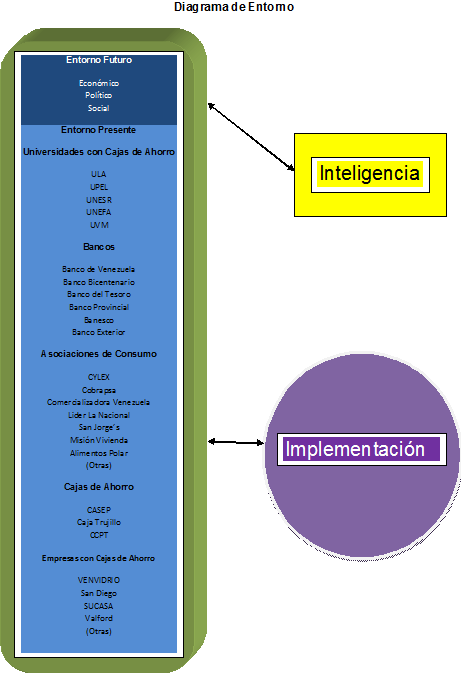 Diagrama de Entorno
Entorno Futuro
Económico
Político
Social
Entorno Presente
Universidades con Cajas de Ahorro
ULA
UPEL
UNESR
UNEFA
UVM
Bancos
Banco de Venezuela
Banco Bicentenario
Banco del Tesoro
Banco Provincial
Banesco
Banco Exterior
Asociaciones de Consumo
CYLEX
Cobrapsa
Comercializadora Venezuela
Lider La Nacional
San Jorge´s
Misión Vivienda
Alimentos Polar
(Otras)
Cajas de Ahorro
CASEP
Caja Trujillo
CCPT
Empresas con Cajas de Ahorro
VENVIDRIO
San Diego
SUCASA
Valford
(Otras)
Inteligencia
Implementación